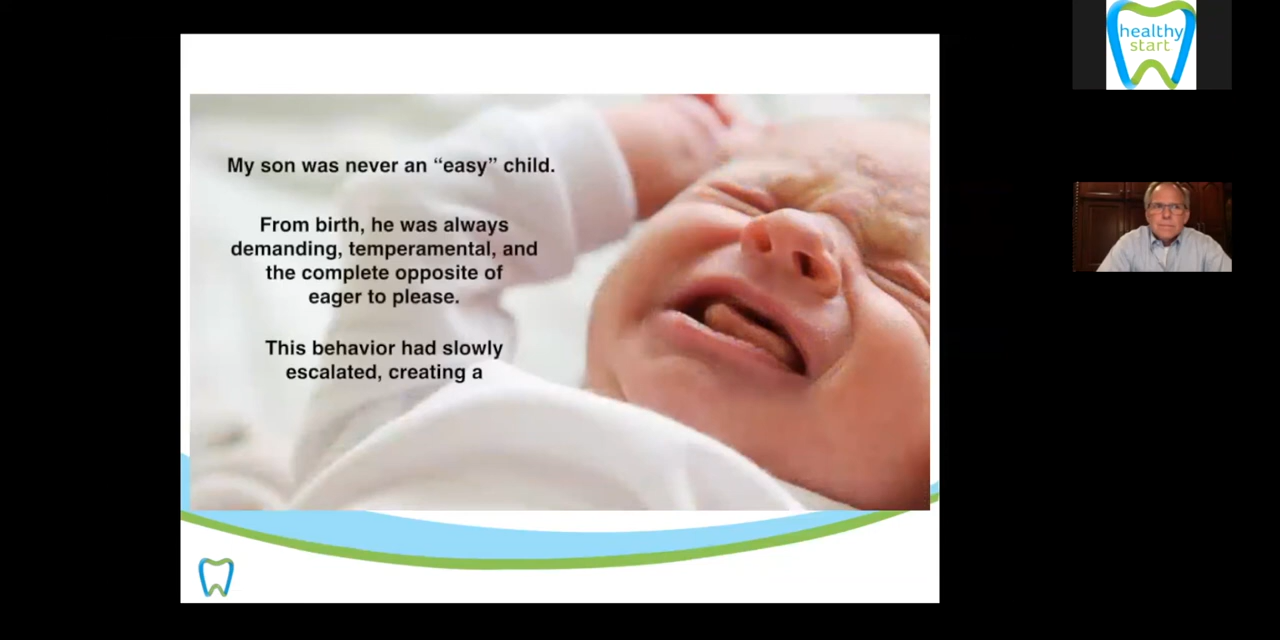 My son was never an “easy” child.
From birth, he was always
demanding, temperamental, and
the complete opposite of
eager to please.
This behavior had slowly
escalated, creating a
healthy
start